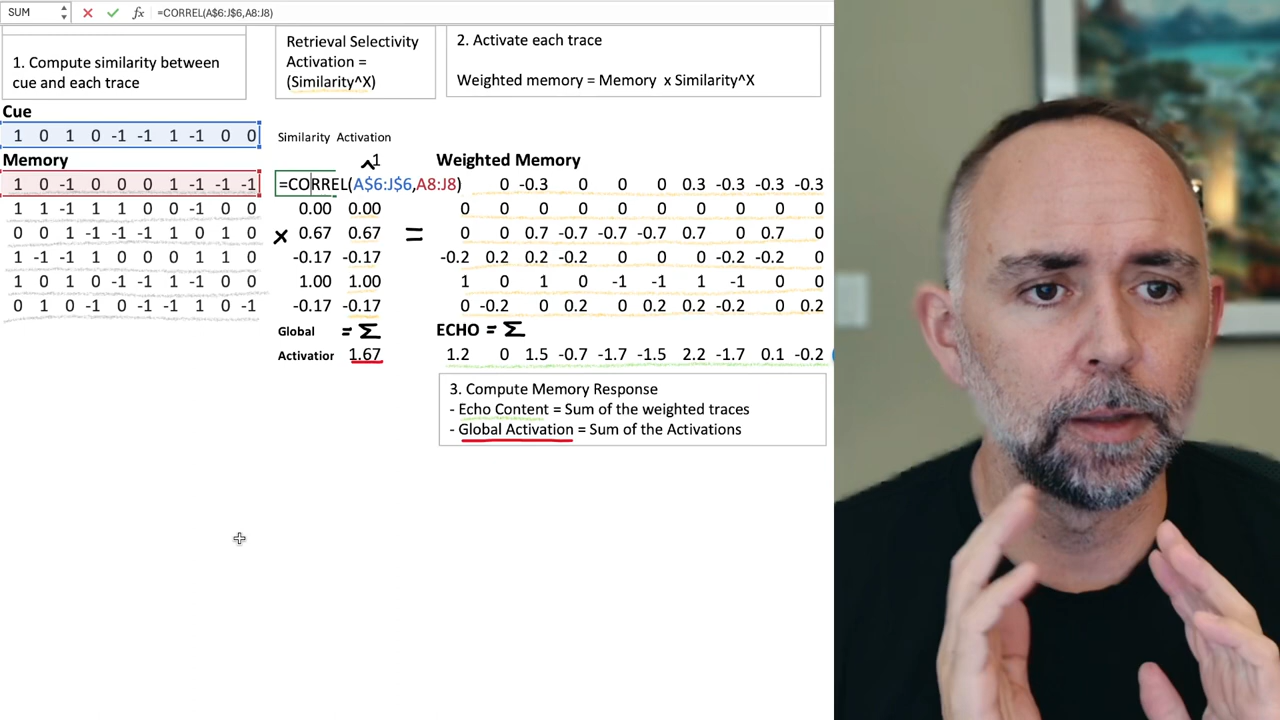 SUM fx =CORREL(A$6:J$6,A8:J8)
1. Compute similarity between
cue and each trace
Retrieval Selectivity
Activation =
(Similarity^X)
2. Activate each trace
Weighted memory = Memory x Similarity^X
Cue
1 0 1 0 -1 -1 1 -1 0 0
Similarity Activation
Memory
^1
Weighted Memory
1 0 -1 0 0 0 1 -1 -1 -1 =CORREL(A$6:J$6,A8:J8) 0 -0.3 0 0 0 0.3 -0.3 -0.3 -0.3
1 1 -1 1 1 0 0 -1 0 0 0.00 0.00 0 0 0 0 0 0 0 0 0 0
0 0 1 -1 -1 -1 1 0 1 0 × 0.67 0.67 = 0 0 0.7 -0.7 -0.7 -0.7 0.7 0 0.7 0
1 -1 -1 1 0 0 0 1 1 0 -0.17 -0.17 -0.2 0.2 0.2 -0.2 0 0 0 -0.2 -0.2 0
1 0 1 0 -1 -1 1 -1 0 0 1.00 1.00 1 0 1 0 -1 -1 1 -1 0 0
0 1 0 -1 0 -1 -1 1 0 -1 -0.17 -0.17 0 -0.2 0 0.2 0 0.2 0.2 -0.2 0 0.2
Global = Σ ECHO = Σ
Activation 1.67 1.2 0 1.5 -0.7 -1.7 -1.5 2.2 -1.7 0.1 -0.2
3. Compute Memory Response
- Echo Content = Sum of the weighted traces
- Global Activation = Sum of the Activations